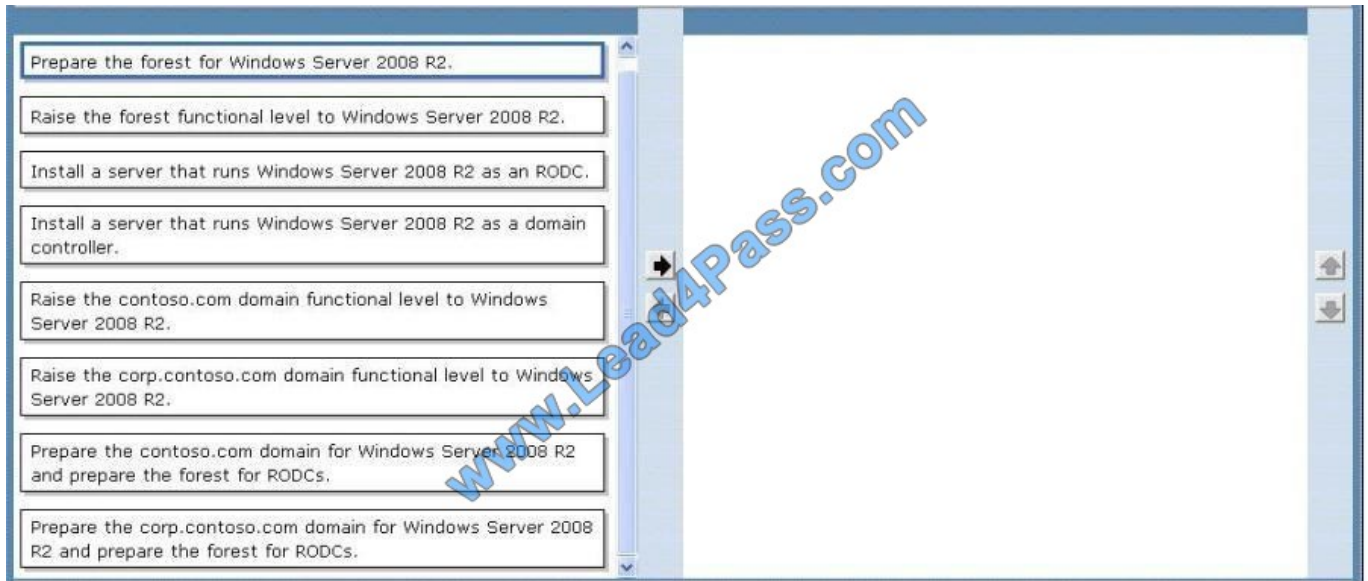 Prepare the forest for Windows Server 2008 R2.
Raise the forest functional level to Windows Server 2008 R2.
Install a server that runs Windows Server 2008 R2 as an RODC.
Install a server that runs Windows Server 2008 R2 as a domain
controller.
Raise the contoso.com domain functional level to Windows
Server 2008 R2.
Raise the corp.contoso.com domain functional level to Windows
Server 2008 R2.
Prepare the contoso.com domain for Windows Server 2008 R2
and prepare the forest for RODCs.
Prepare the corp.contoso.com domain for Windows Server 2008
R2 and prepare the forest for RODCs.
www.Lead4Pass.com